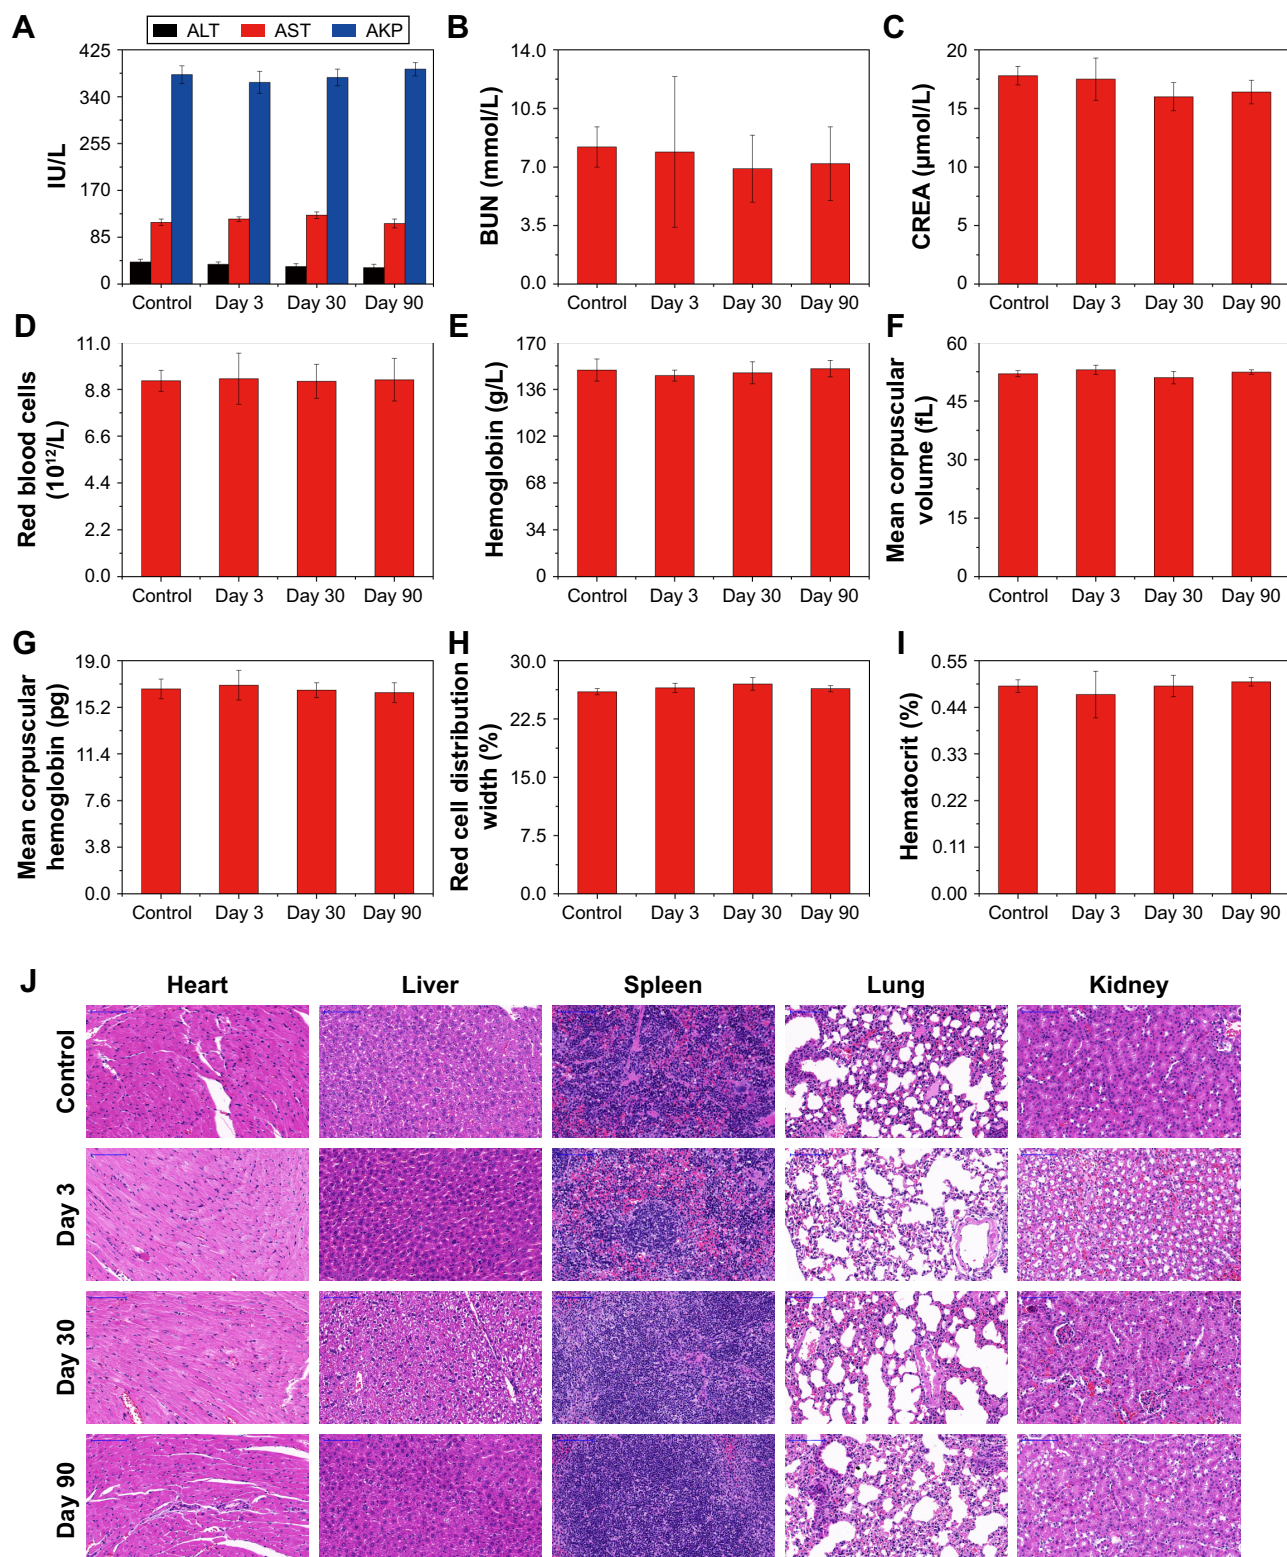 A
ALT AST AKP
425
340
255
170
85
0
IU/L
Control Day 3 Day 30 Day 90
B
14.0
10.5
7.0
3.5
0.0
BUN (mmol/L)
Control Day 3 Day 30 Day 90
C
20
15
10
5
0
CREA (µmol/L)
Control Day 3 Day 30 Day 90
D
11.0
8.8
6.6
4.4
2.2
0.0
Red blood cells
(10¹²/L)
Control Day 3 Day 30 Day 90
E
170
136
102
68
34
0
Hemoglobin (g/L)
Control Day 3 Day 30 Day 90
F
60
45
30
15
0
Mean corpuscular
volume (fL)
Control Day 3 Day 30 Day 90
G
19.0
15.2
11.4
7.6
3.8
0.0
Mean corpuscular
hemoglobin (pg)
Control Day 3 Day 30 Day 90
H
30.0
22.5
15.0
7.5
0.0
Red cell distribution
width (%)
Control Day 3 Day 30 Day 90
I
0.55
0.44
0.33
0.22
0.11
0.00
Hematocrit (%)
Control Day 3 Day 30 Day 90
J
Heart Liver Spleen Lung Kidney
Control
Day 3
Day 30
Day 90